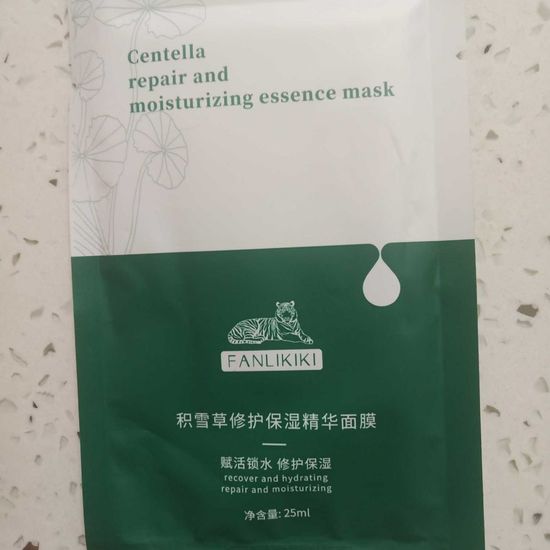 Centella
repair and
moisturizing essence mask
FANLIKIKI
积雪草修护保湿精华面膜
赋活锁水 修护保湿
recover and hydrating
repair and moisturizing
净含量: 25ml